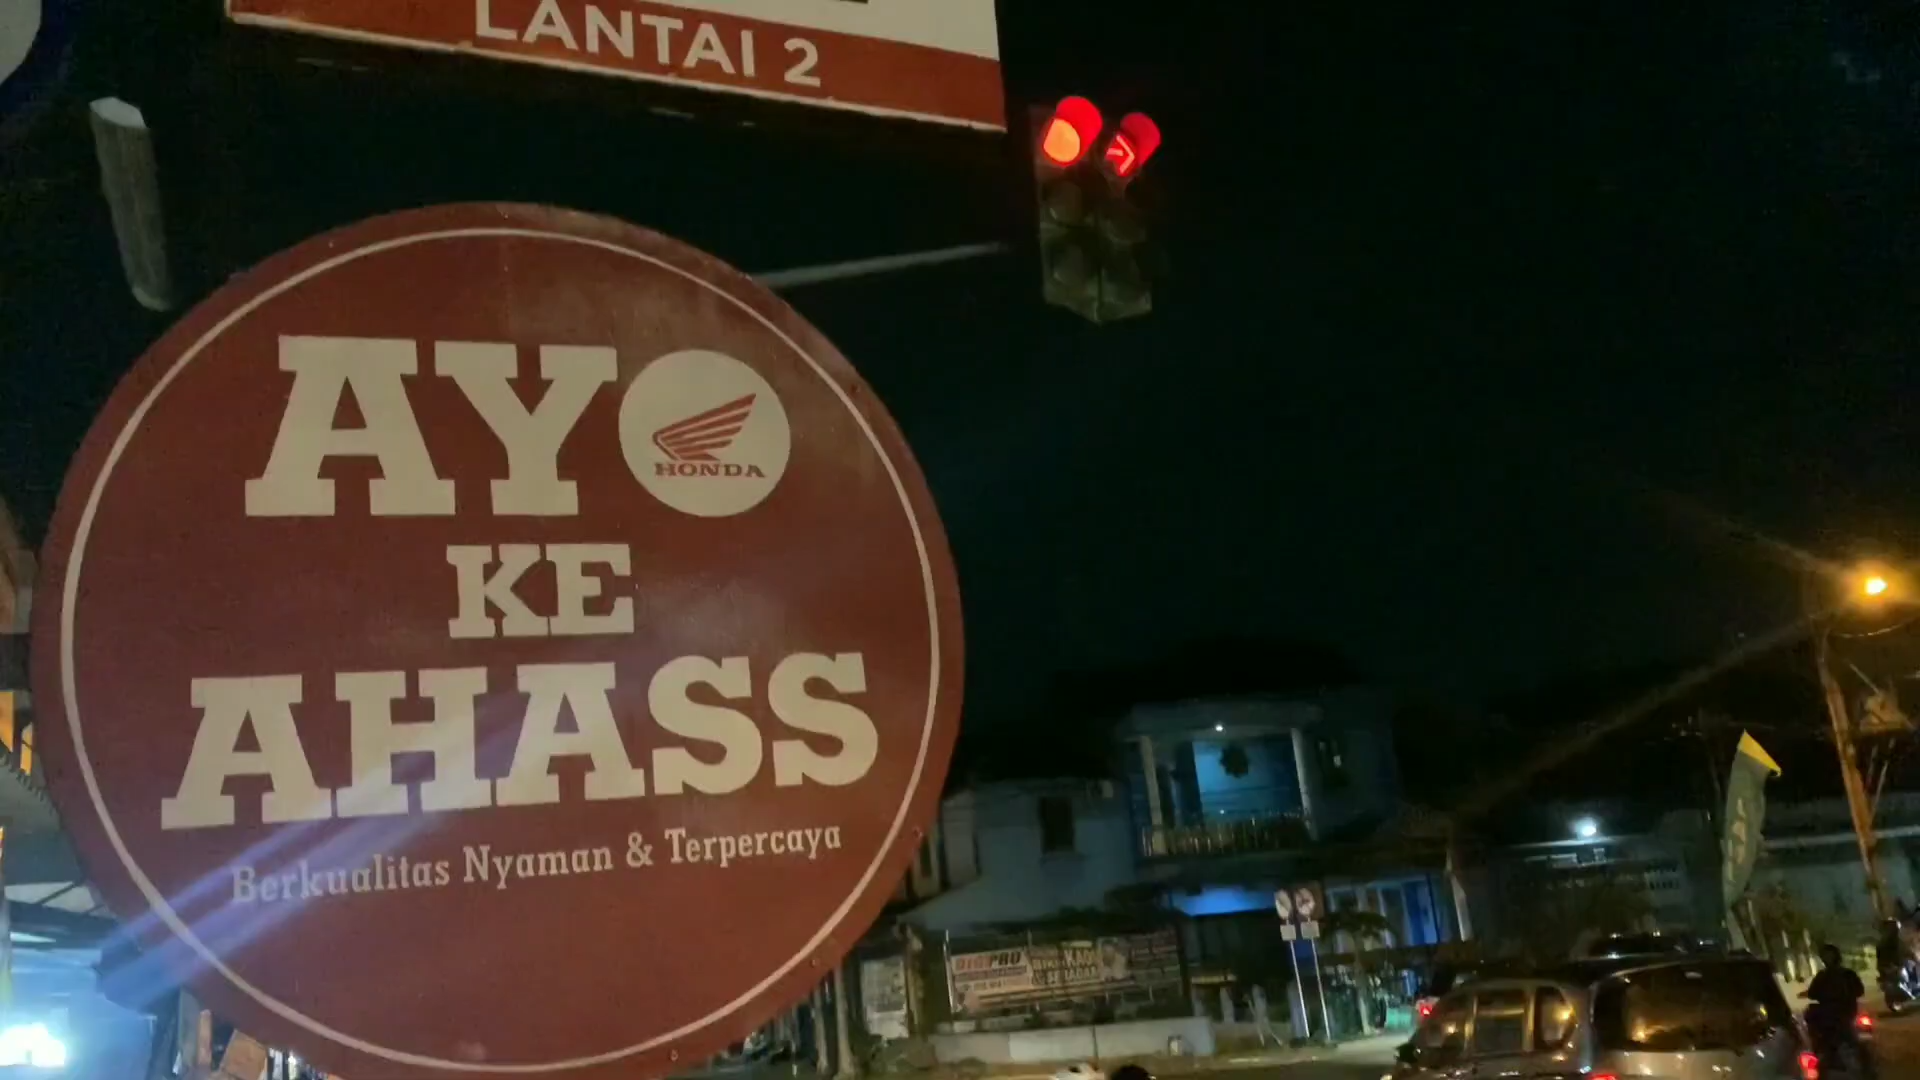 LANTAI 2
AYO
HONDA
KE
AHASS
Berkualitas Nyaman & Terpercaya